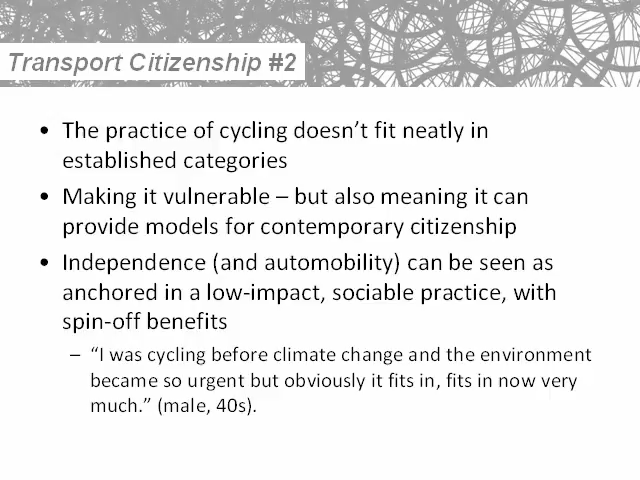 Transport Citizenship #2
• The practice of cycling doesn’t fit neatly in
established categories
• Making it vulnerable – but also meaning it can
provide models for contemporary citizenship
• Independence (and automobility) can be seen as
anchored in a low-impact, sociable practice, with
spin-off benefits
– “I was cycling before climate change and the environment
became so urgent but obviously it fits in, fits in now very
much.” (male, 40s).